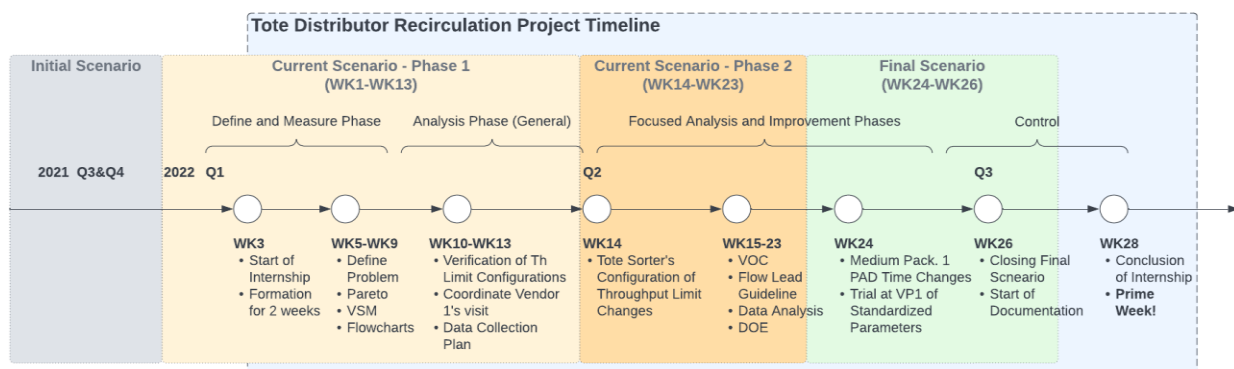 Tote Distributor Recirculation Project Timeline
Initial Scenario
Current Scenario - Phase 1
(WK1-WK13)
Current Scenario - Phase 2
(WK14-WK23)
Final Scenario
(WK24-WK26)
Define and Measure Phase
Analysis Phase (General)
Focused Analysis and Improvement Phases
Control
2021 Q3&Q4
2022 Q1
Q2
Q3
WK3
• Start of
Internship
• Formation
for 2 weeks
WK5-WK9
• Define
Problem
• Pareto
• VSM
• Flowcharts
WK10-WK13
• Verification of Th
Limit Configurations
• Coordinate Vendor
1's visit
• Data Collection
Plan
WK14
• Tote Sorter's
Configuration of
Throughput Limit
Changes
WK15-23
• VOC
• Flow Lead
Guideline
• Data Analysis
• DOE
WK24
• Medium Pack. 1
PAD Time Changes
• Trial at VP1 of
Standardized
Parameters
WK26
• Closing Final
Scneario
• Start of
Documentation
WK28
• Conclusion
of Internship
• Prime
Week!